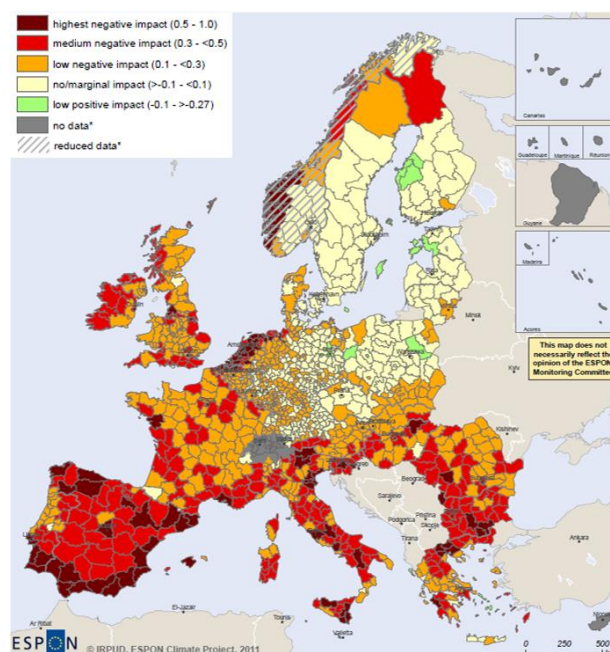 highest negative impact (0.5 - 1.0)
medium negative impact (0.3 - <0.5)
low negative impact (0.1 - <0.3)
no/marginal impact (>-0.1 - <0.1)
low positive impact (-0.1 - >-0.27)
no data*
reduced data*
Canarias
Guadeloupe
Martinique
Réunion
Guyane
Madeira
Acores
This map does not
necessarily reflect the
opinion of the ESPON
Monitoring Committee
Minsk
Kyiv
Kishinev
Beograd
Sarajevo
Podgorica
Pristina
Skopje
Tirana
Ankara
Ar Ribat
El-Jazair
Tounis
Valletta
ESPON
© IRPUD, ESPON Climate Project, 2011
0
250